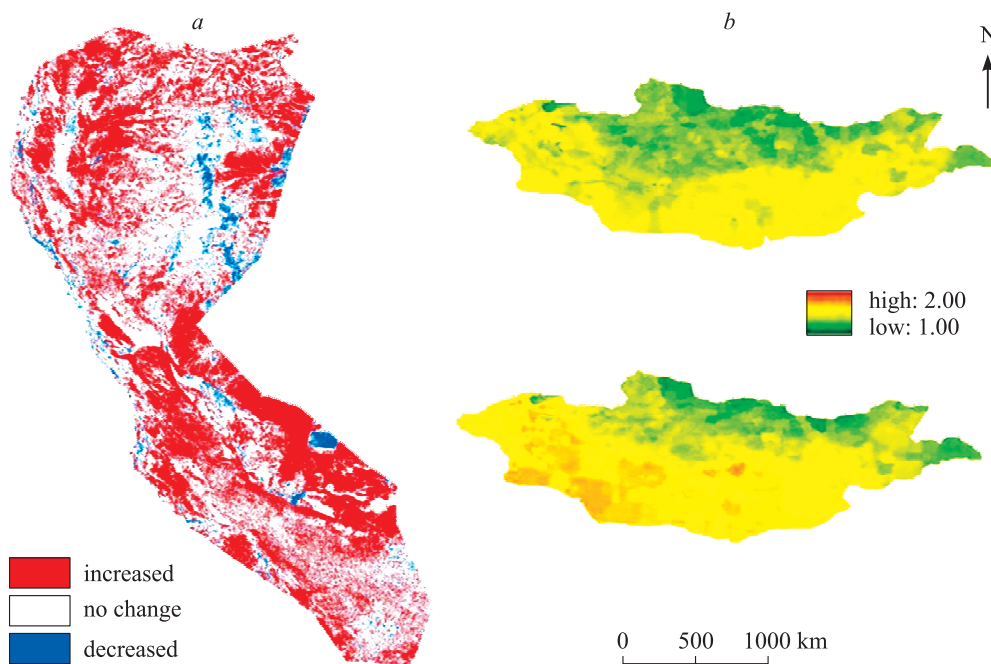 a
b
N
high: 2.00
low: 1.00
increased
no change
decreased
0 500 1000 km